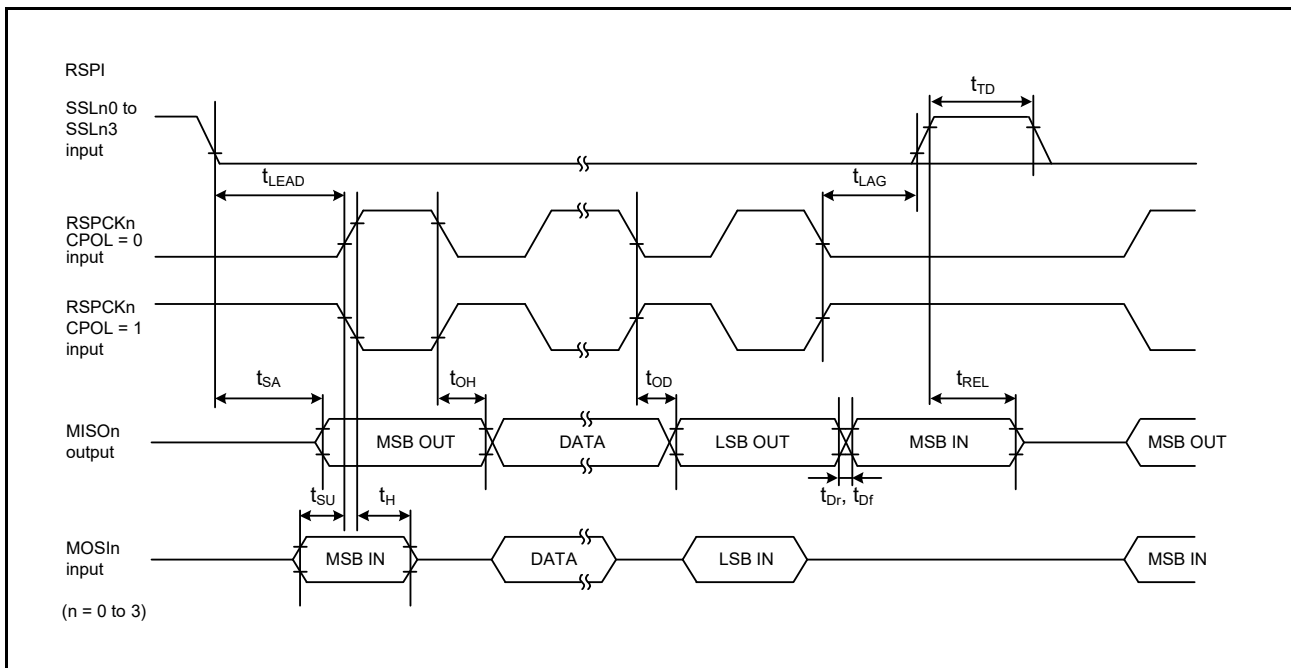 RSPI
SSLn0 to
SSLn3
input
tTD
tLEAD
tLAG
RSPCKn
CPOL = 0
input
RSPCKn
CPOL = 1
input
tSA
tOH
tOD
tREL
MISOn
output
MSB OUT
DATA
LSB OUT
MSB IN
MSB OUT
tSU
tH
tDr, tDf
MOSIn
input
MSB IN
DATA
LSB IN
MSB IN
(n = 0 to 3)